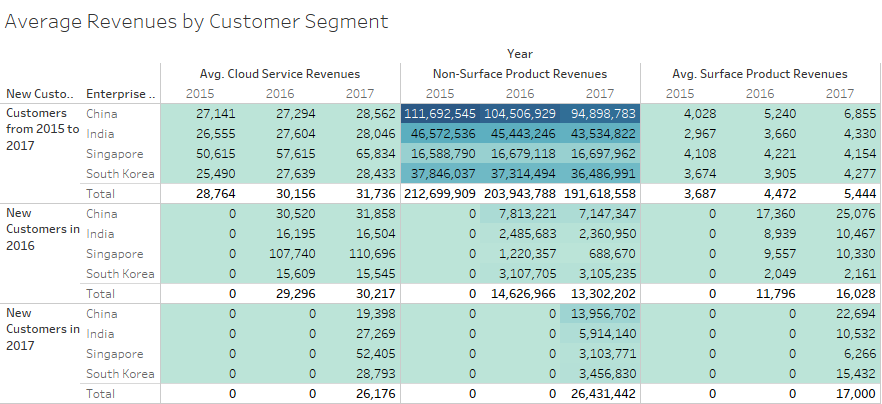 Average Revenues by Customer Segment
Year
Avg. Cloud Service Revenues Non-Surface Product Revenues Avg. Surface Product Revenues
New Custo.. Enterprise .. 2015 2016 2017 2015 2016 2017 2015 2016 2017
Customers from 2015 to 2017 China 27,141 27,294 28,562 111,692,545 104,506,929 94,898,783 4,028 5,240 6,855
India 26,555 27,604 28,046 46,572,536 45,443,246 43,534,822 2,967 3,660 4,330
Singapore 50,615 57,615 65,834 16,588,790 16,679,118 16,697,962 4,108 4,221 4,154
South Korea 25,490 27,639 28,433 37,846,037 37,314,494 36,486,991 3,674 3,905 4,277
Total 28,764 30,156 31,736 212,699,909 203,943,788 191,618,558 3,687 4,472 5,444
New Customers in 2016 China 0 30,520 31,858 0 7,813,221 7,147,347 0 17,360 25,076
India 0 16,195 16,504 0 2,485,683 2,360,950 0 8,939 10,467
Singapore 0 107,740 110,696 0 1,220,357 688,670 0 9,557 10,330
South Korea 0 15,609 15,545 0 3,107,705 3,105,235 0 2,049 2,161
Total 0 29,296 30,217 0 14,626,966 13,302,202 0 11,796 16,028
New Customers in 2017 China 0 0 19,398 0 0 13,956,702 0 0 22,694
India 0 0 27,269 0 0 5,914,140 0 0 10,532
Singapore 0 0 52,405 0 0 3,103,771 0 0 6,266
South Korea 0 0 28,793 0 0 3,456,830 0 0 15,432
Total 0 0 26,176 0 0 26,431,442 0 0 17,000